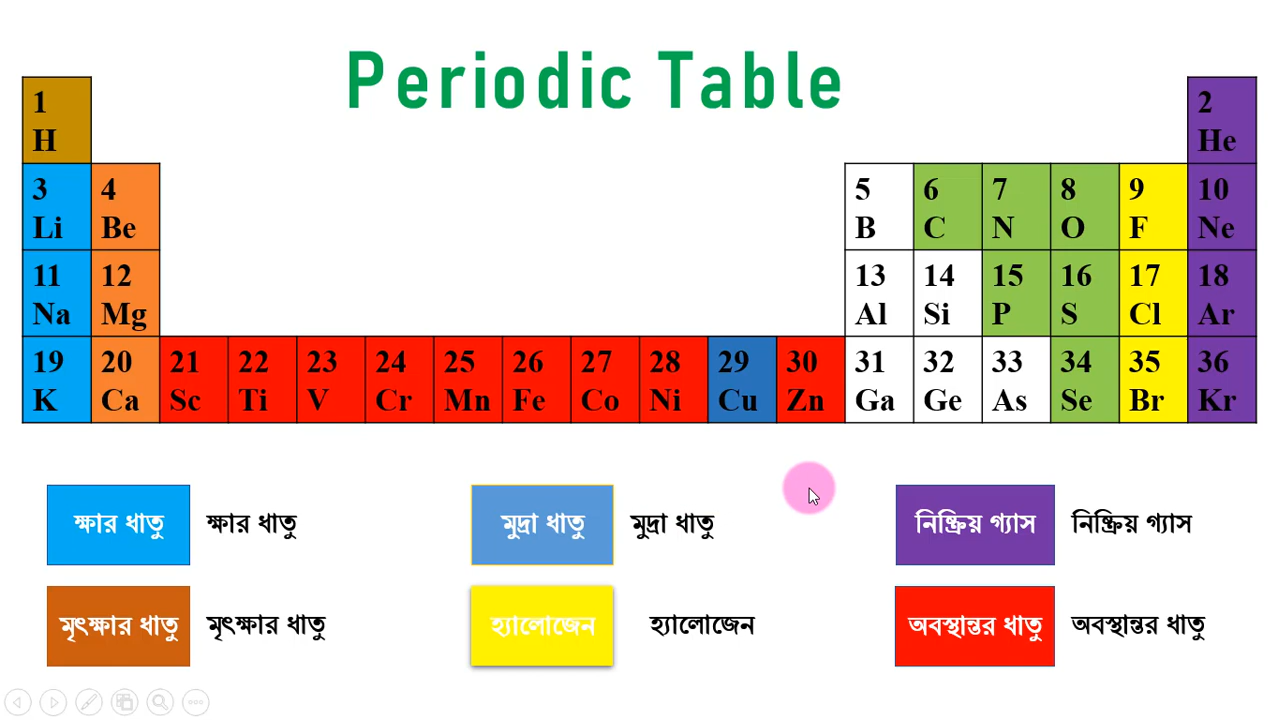 Periodic Table
1 2
H He
3 4 5 6 7 8 9 10
Li Be B C N O F Ne
11 12 13 14 15 16 17 18
Na Mg Al Si P S Cl Ar
19 20 21 22 23 24 25 26 27 28 29 30 31 32 33 34 35 36
K Ca Sc Ti V Cr Mn Fe Co Ni Cu Zn Ga Ge As Se Br Kr
ক্ষার ধাতু ক্ষার ধাতু মুদ্রা ধাতু মুদ্রা ধাতু নিষ্ক্রিয় গ্যাস নিষ্ক্রিয় গ্যাস
মৃৎক্ষার ধাতু মৃৎক্ষার ধাতু হ্যালোজেন হ্যালোজেন অবস্থান্তর ধাতু অবস্থান্তর ধাতু